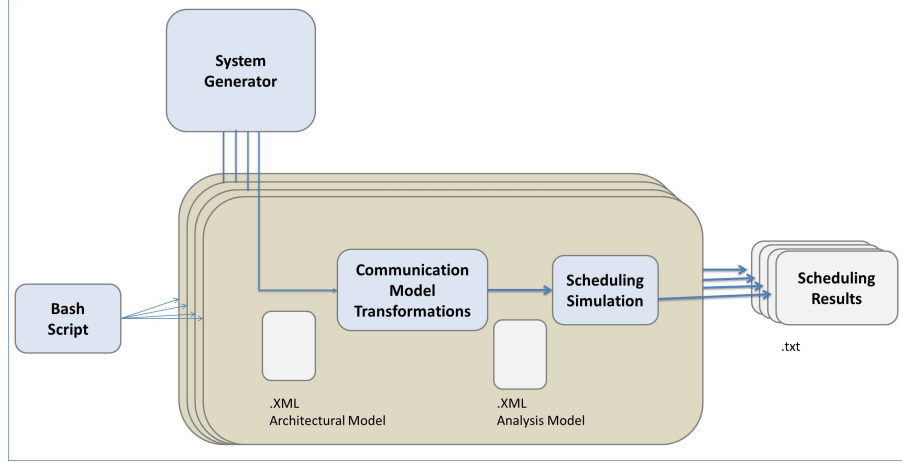 System
Generator
Communication
Model
Transformations
Scheduling
Simulation
Scheduling
Results
Bash
Script
.txt
.XML
Architectural Model
.XML
Analysis Model